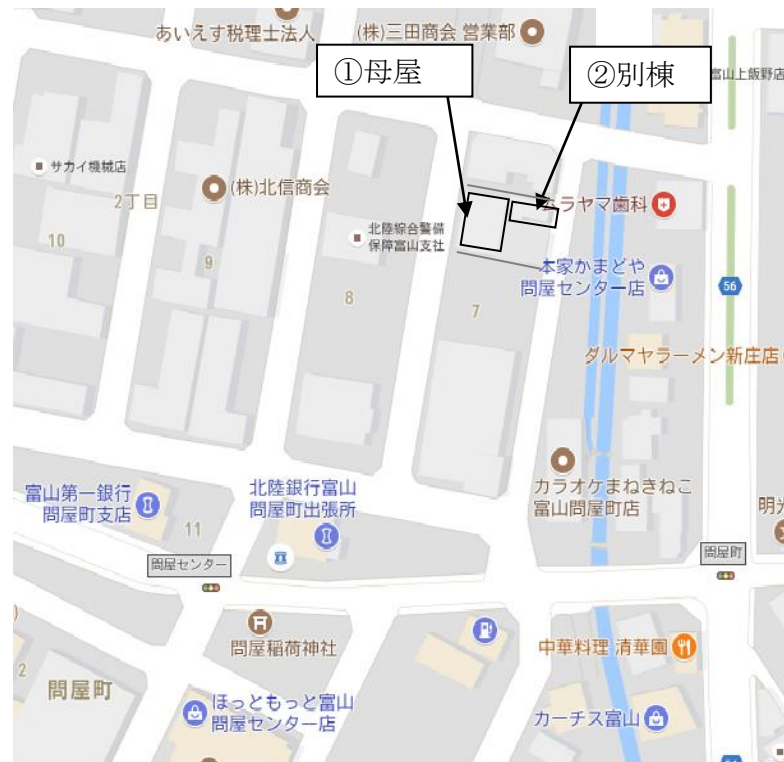 あいえす税理士法人
(株)三田商会 営業部
①母屋
②別棟
富山上飯野店
サカイ機械店
2丁目
(株)北信商会
ムラヤマ歯科
北陸綜合警備
保障富山支社
10
9
8
7
本家かまどや
問屋センター店
56
ダルマヤラーメン新庄店
富山第一銀行
問屋町支店
北陸銀行富山
問屋町出張所
カラオケまねきねこ
富山問屋町店
明光
11
問屋センター
問屋町
問屋稲荷神社
中華料理 清華園
2
問屋町
ほっともっと富山
問屋センター店
カーチス富山